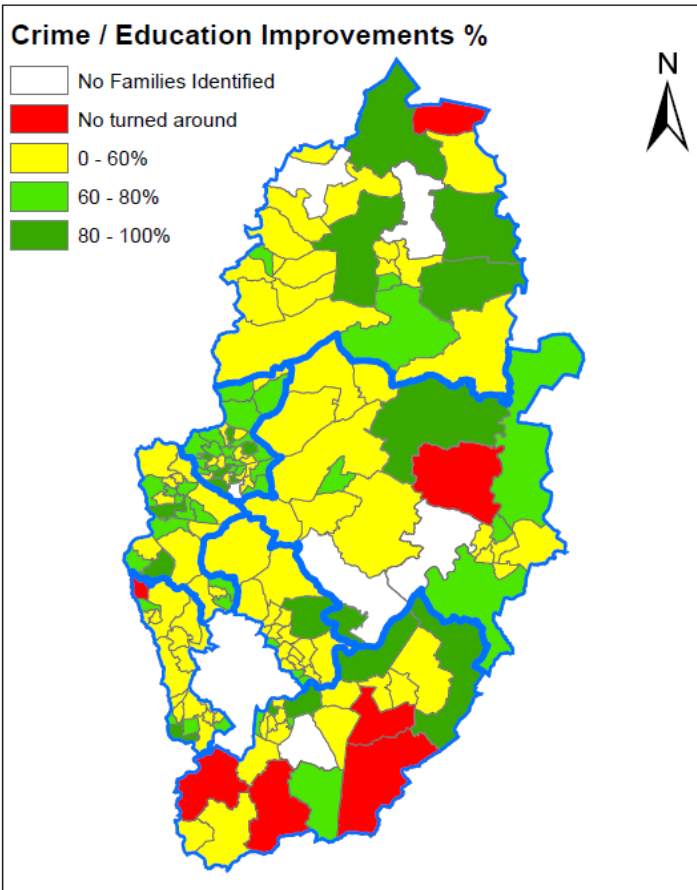 Crime / Education Improvements %
N
No Families Identified
No turned around
0 - 60%
60 - 80%
80 - 100%